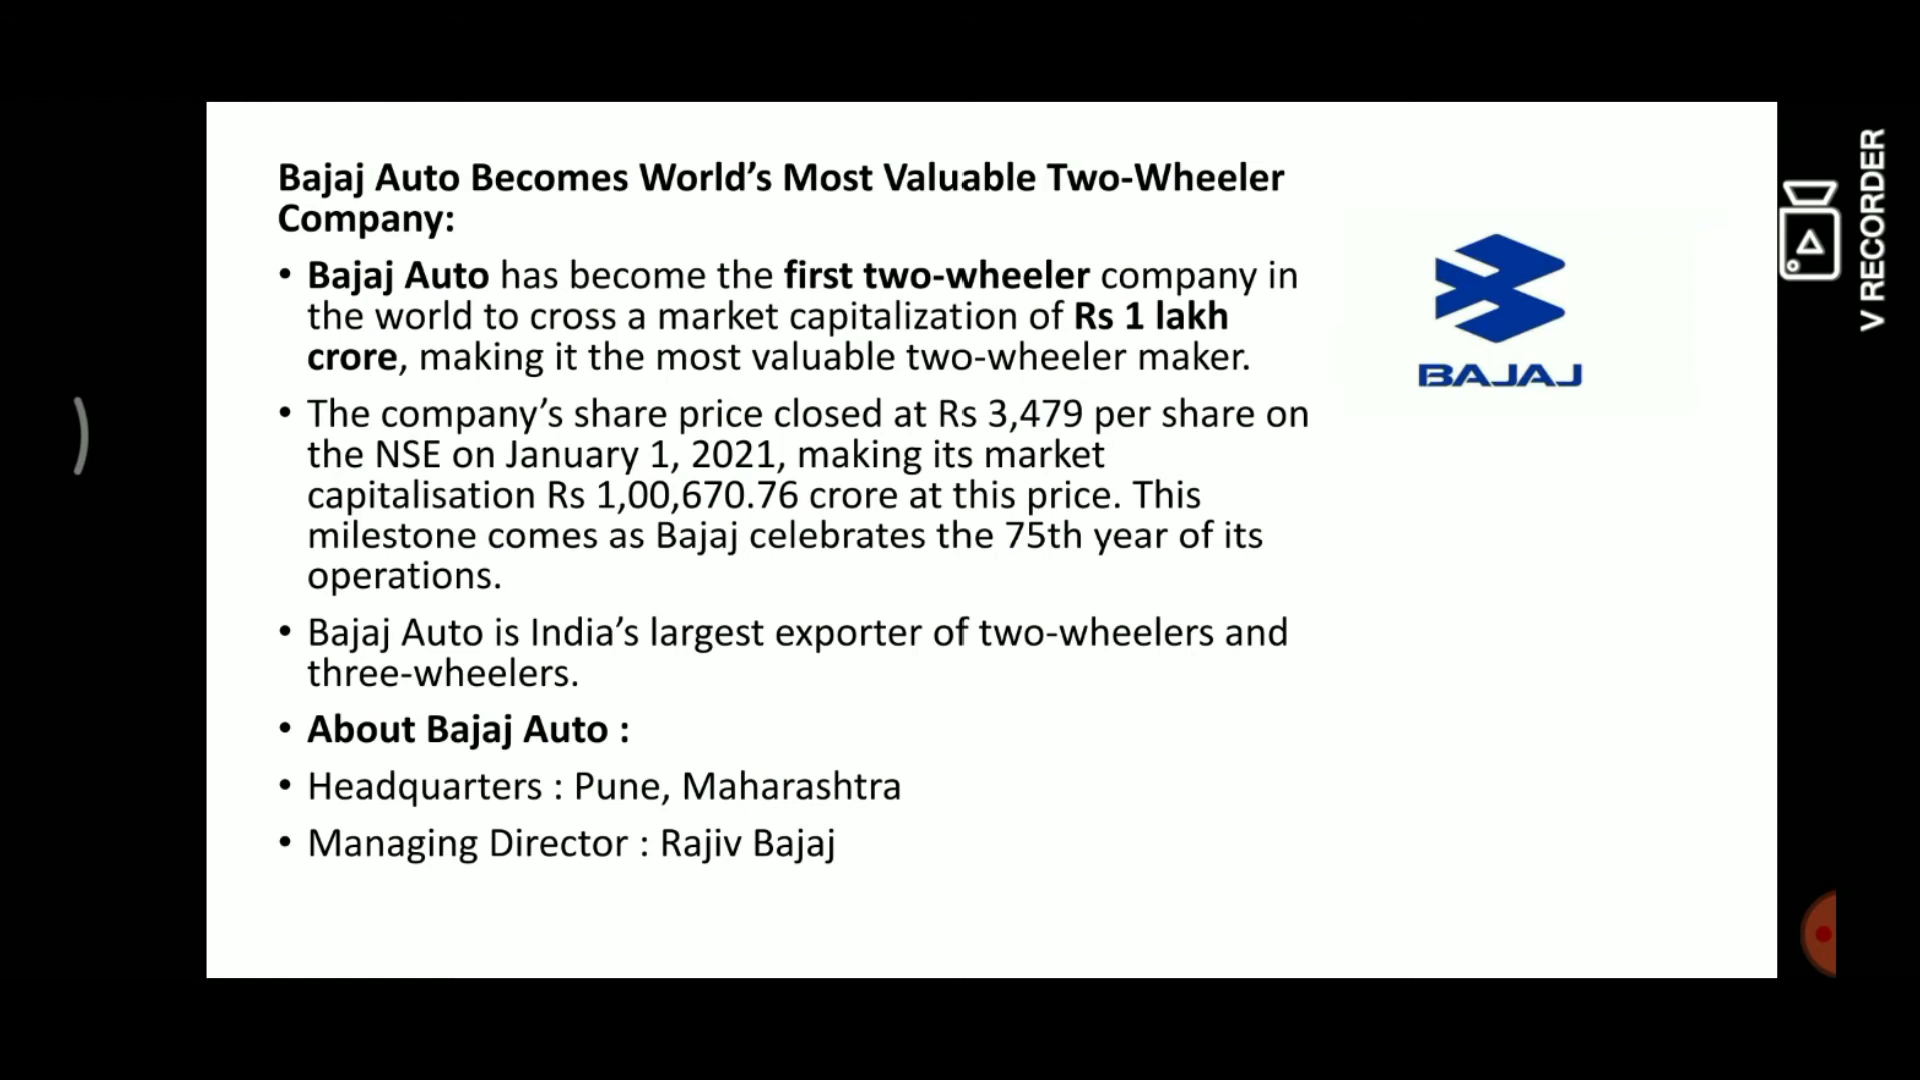 Bajaj Auto Becomes World’s Most Valuable Two-Wheeler
Company:
• Bajaj Auto has become the first two-wheeler company in
the world to cross a market capitalization of Rs 1 lakh
crore, making it the most valuable two-wheeler maker.
• The company’s share price closed at Rs 3,479 per share on
the NSE on January 1, 2021, making its market
capitalisation Rs 1,00,670.76 crore at this price. This
milestone comes as Bajaj celebrates the 75th year of its
operations.
• Bajaj Auto is India’s largest exporter of two-wheelers and
three-wheelers.
• About Bajaj Auto :
• Headquarters : Pune, Maharashtra
• Managing Director : Rajiv Bajaj
BAJAJ
V RECORDER